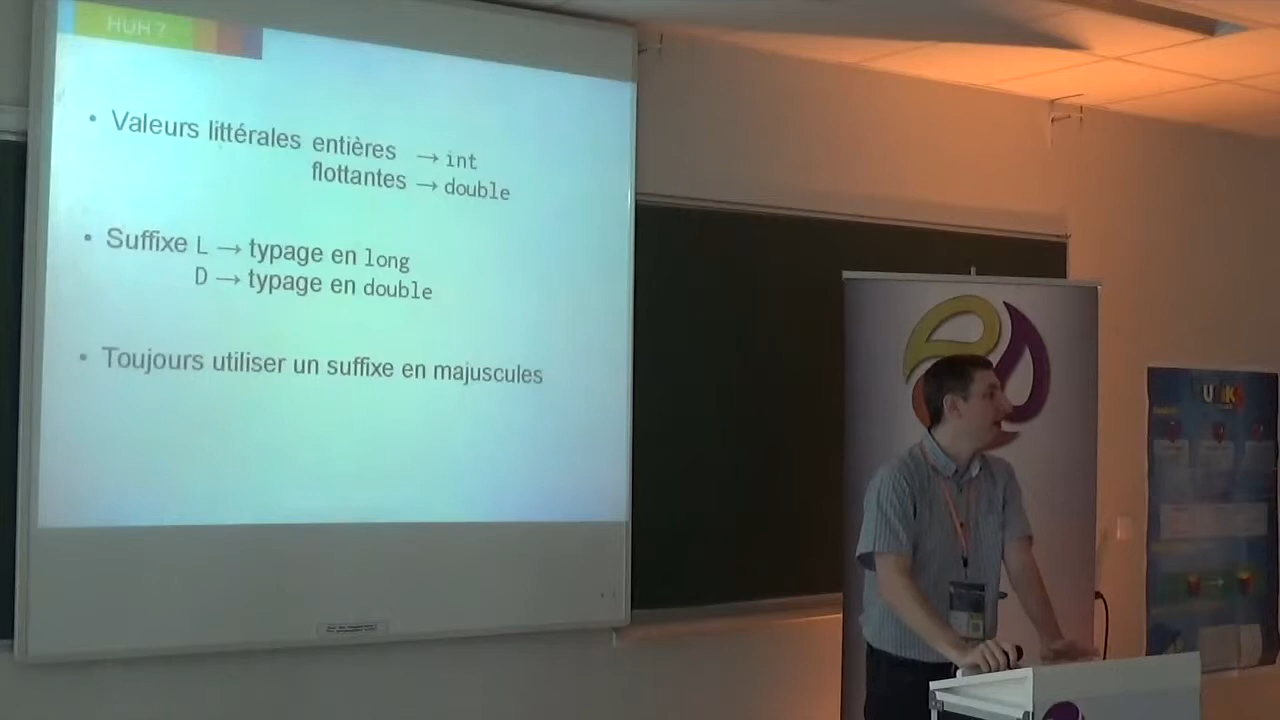 HUH ?
• Valeurs littérales entières → int
flottantes → double
• Suffixe L → typage en long
D → typage en double
• Toujours utiliser un suffixe en majuscules